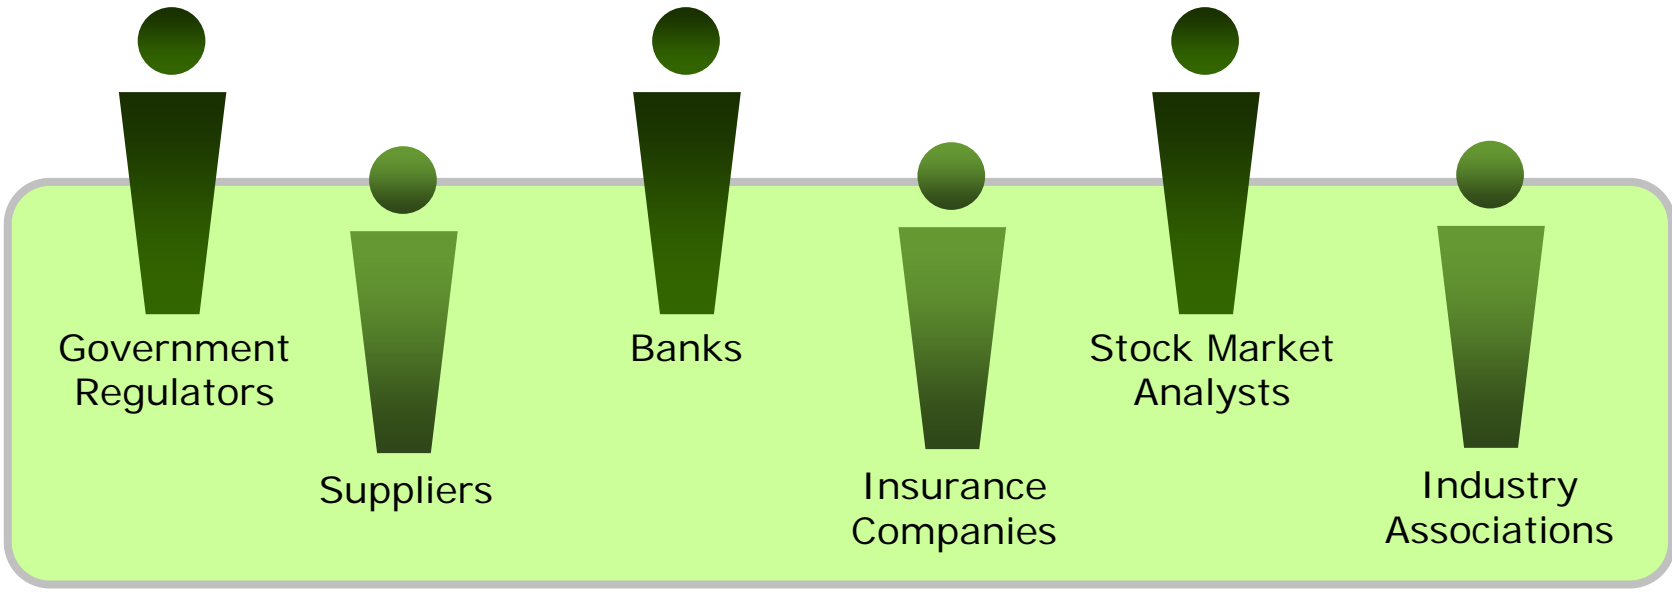 Government
Regulators
Suppliers
Banks
Insurance
Companies
Stock Market
Analysts
Industry
Associations